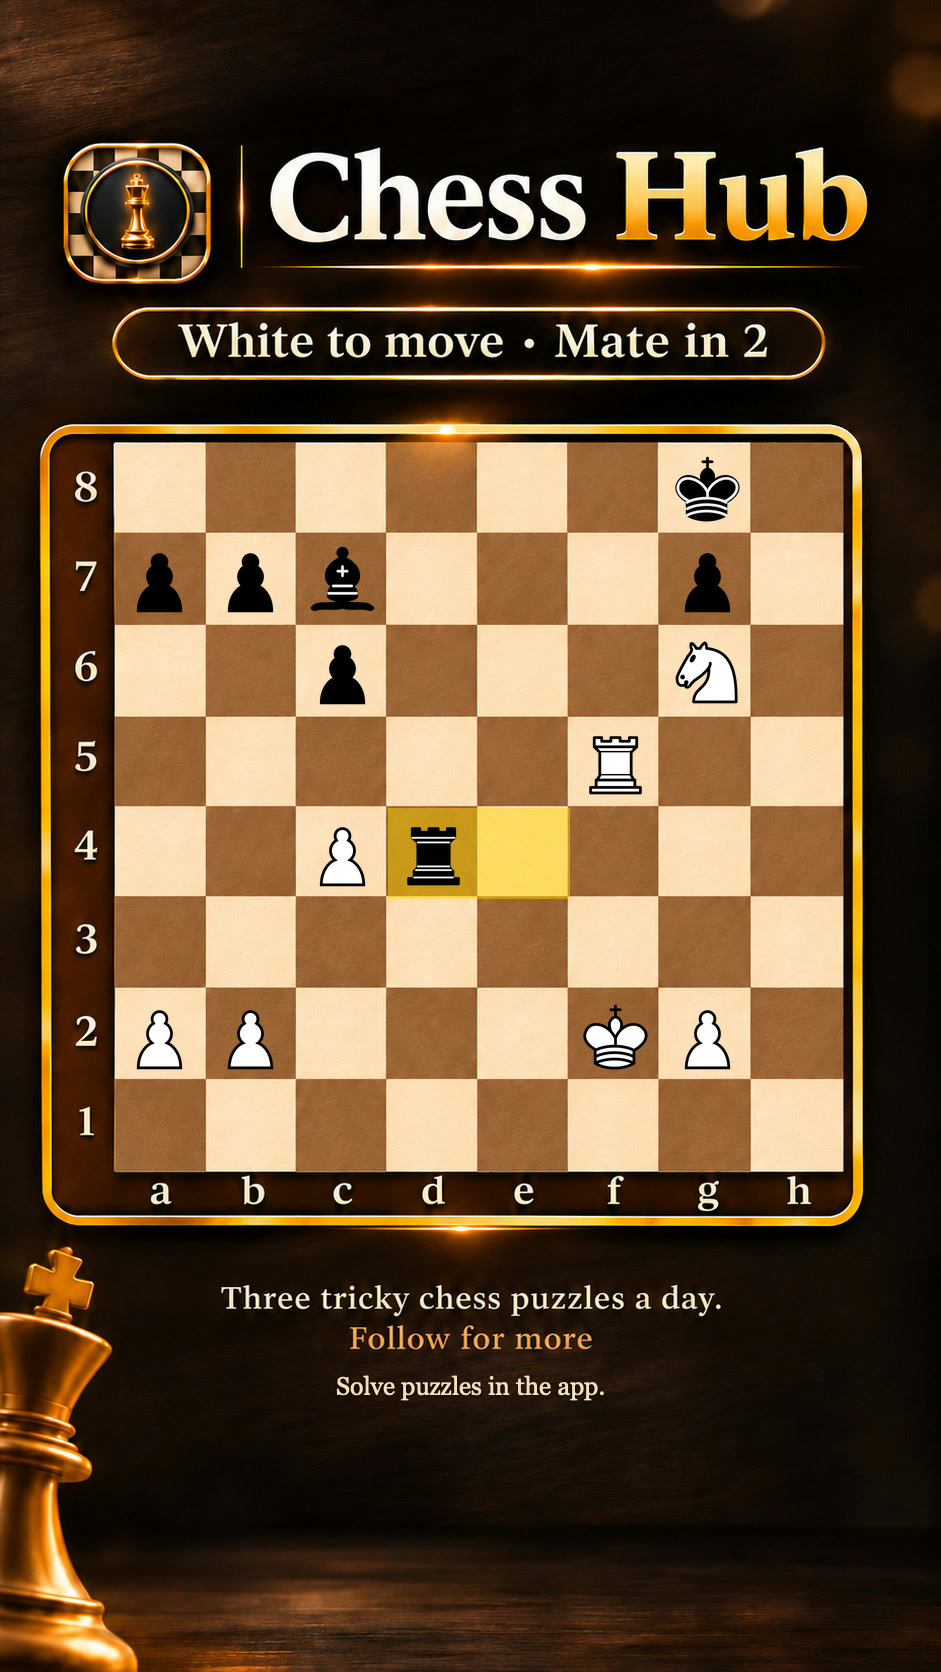 Chess Hub
White to move · Mate in 2
8
7
6
5
4
3
2
1
a b c d e f g h
Three tricky chess puzzles a day.
Follow for more
Solve puzzles in the app.